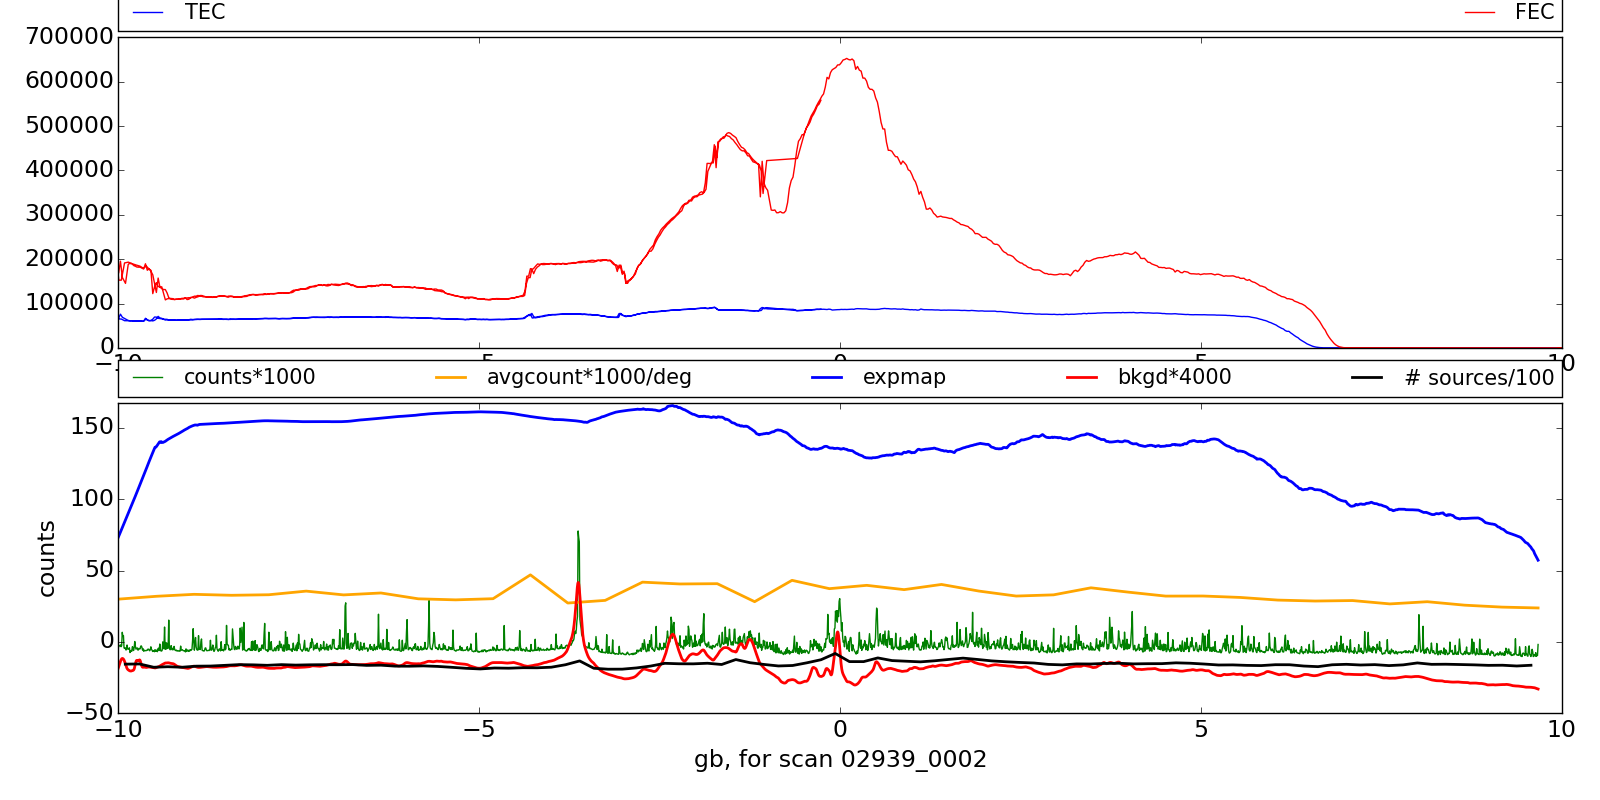 TEC FEC
700000
600000
500000
400000
300000
200000
100000
0
−10 −5 0 5 10
counts*1000 avgcount*1000/deg expmap bkgd*4000 # sources/100
150
100
50
0
−50
counts
−10 −5 0 5 10
gb, for scan 02939_0002